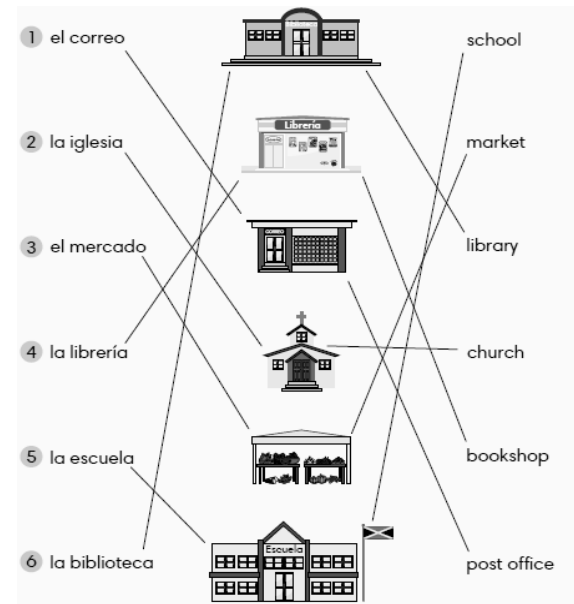 1 el correo
school
Librería
2 la iglesia
market
3 el mercado
library
4 la librería
church
5 la escuela
bookshop
Escuela
6 la biblioteca
post office